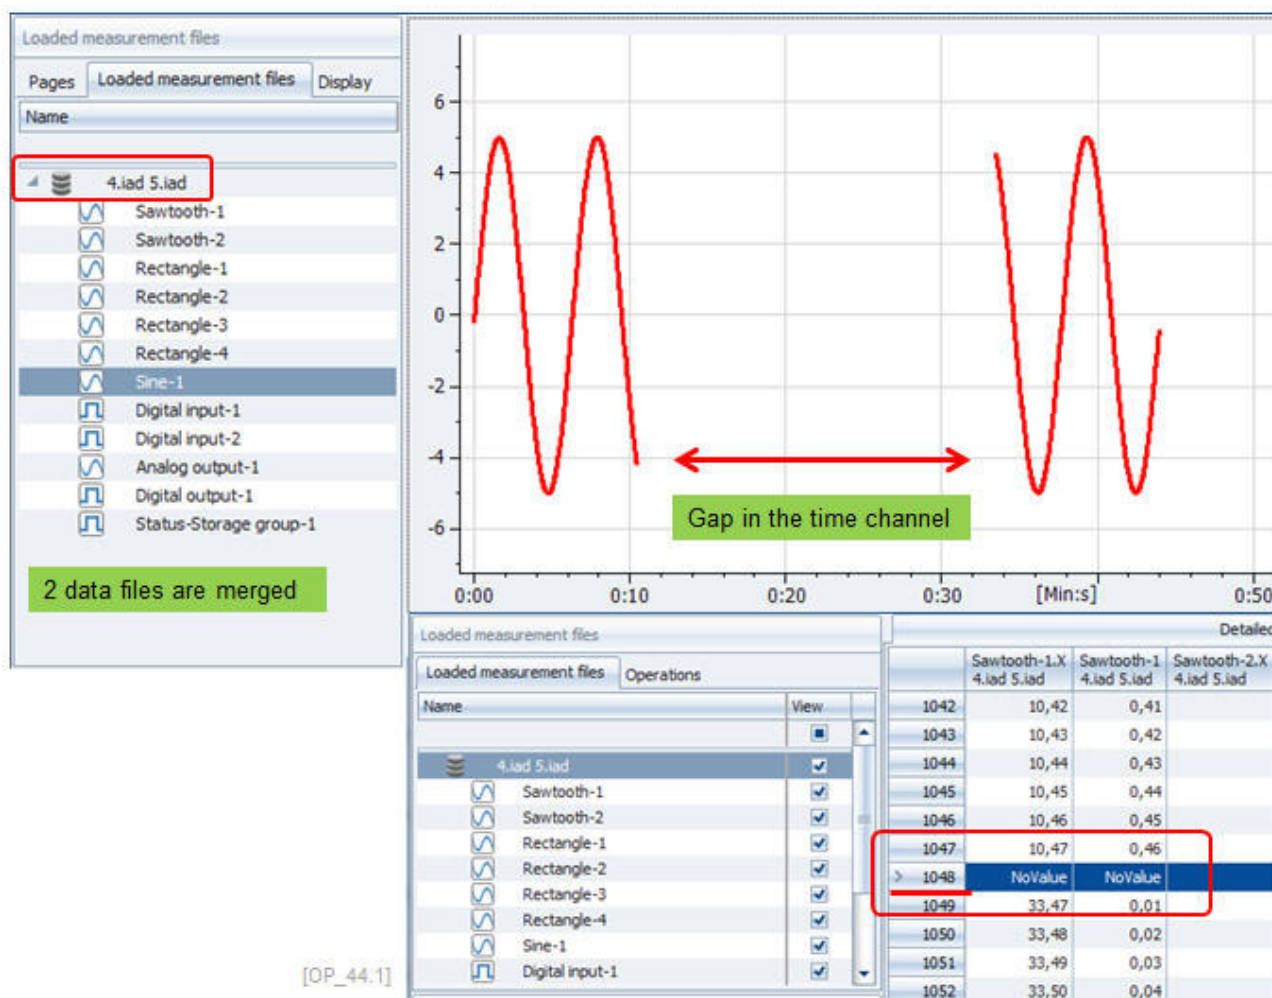 Loaded measurement files
Pages Loaded measurement files Display
Name
4.iad 5.iad
Sawtooth-1
Sawtooth-2
Rectangle-1
Rectangle-2
Rectangle-3
Rectangle-4
Sine-1
Digital input-1
Digital input-2
Analog output-1
Digital output-1
Status-Storage group-1
2 data files are merged
6
4
2
0
-2
-4
-6
Gap in the time channel
0:00 0:10 0:20 0:30 [Min:s] 0:50
Loaded measurement files
Loaded measurement files Operations
Name View
4.iad 5.iad
Sawtooth-1
Sawtooth-2
Rectangle-1
Rectangle-2
Rectangle-3
Rectangle-4
Sine-1
Digital input-1
Detailed
Sawtooth-1.X Sawtooth-1 Sawtooth-2.X
4.iad 5.iad 4.iad 5.iad 4.iad 5.iad
1042 10,42 0,41
1043 10,43 0,42
1044 10,44 0,43
1045 10,45 0,44
1046 10,46 0,45
1047 10,47 0,46
1048 NoValue NoValue
1049 33,47 0,01
1050 33,48 0,02
1051 33,49 0,03
1052 33,50 0,04
[OP_44.1]